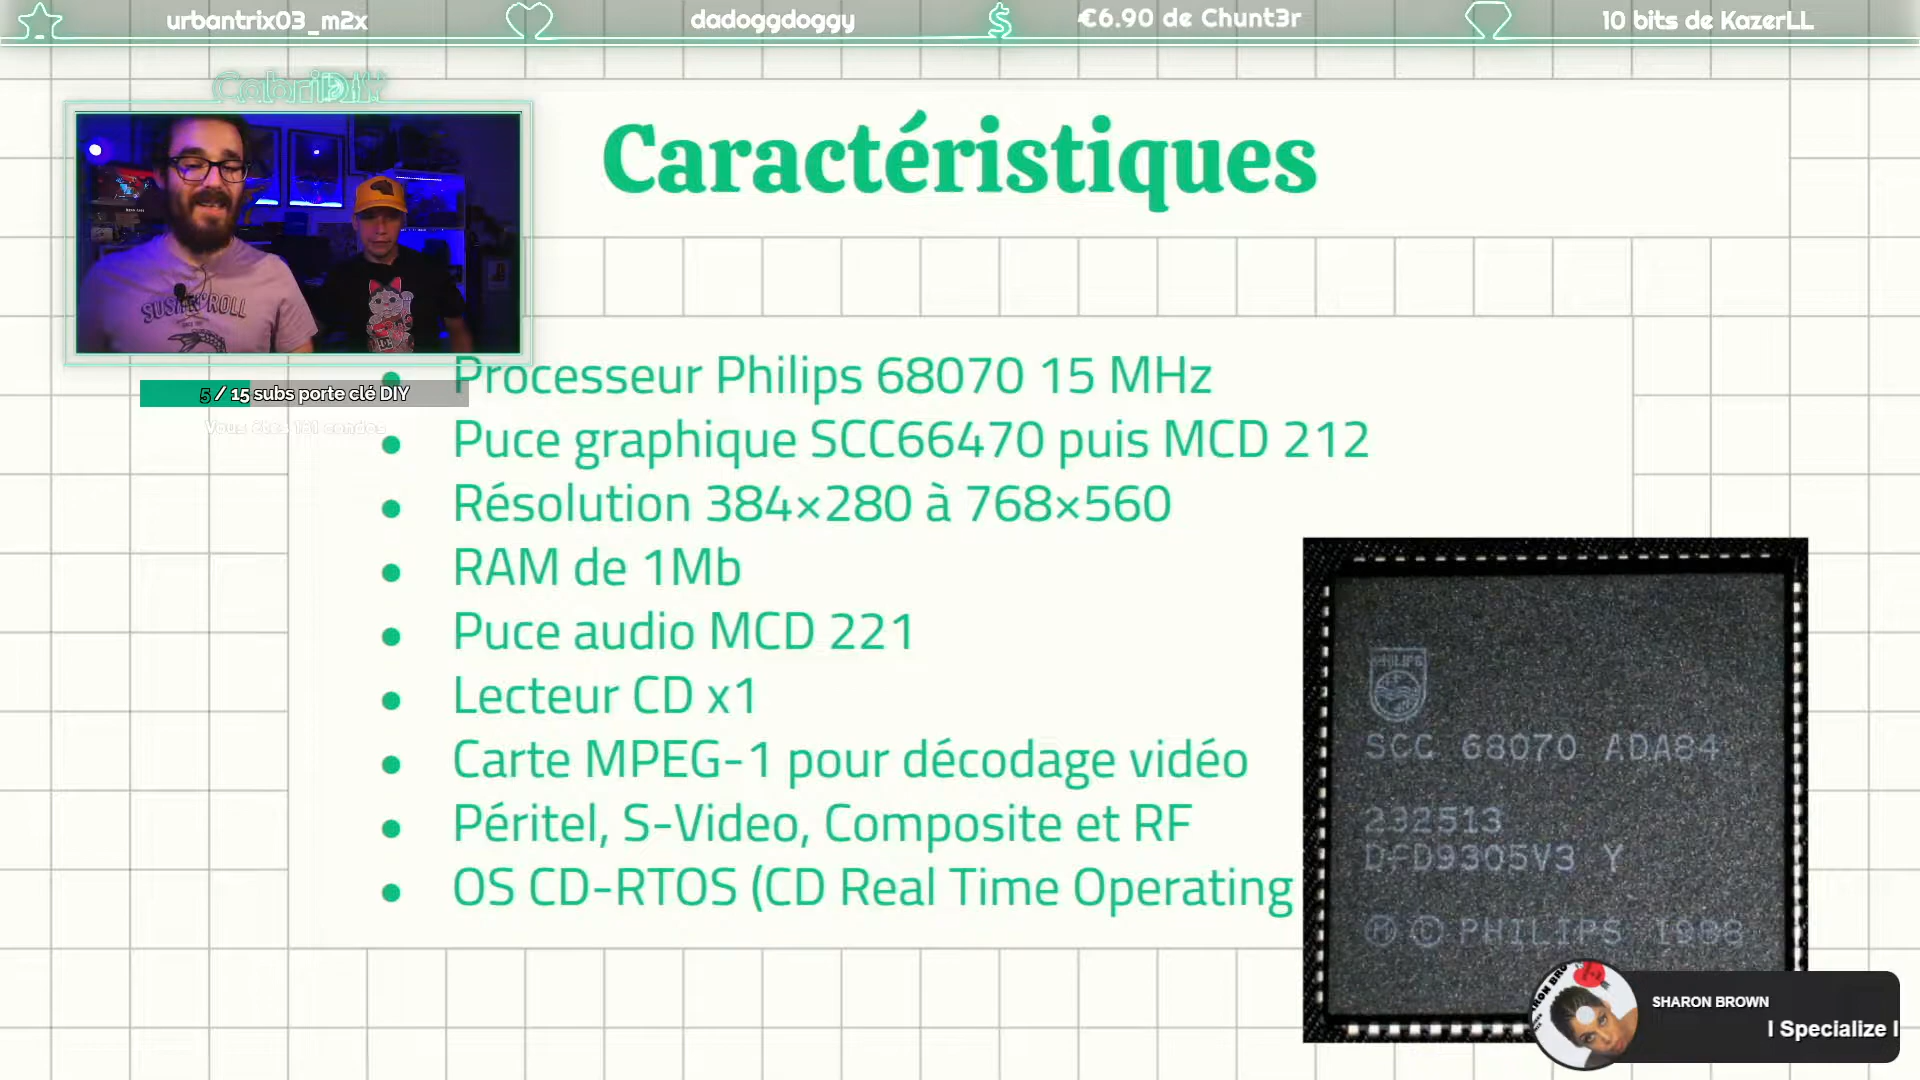 urbantrix03_m2x
dadoggdoggy
€6.90 de Chunt3r
10 bits de KazerLL
CabriDIY
Caractéristiques
SUSHI'N'ROLL
5 / 15 subs porte clé DIY
Processeur Philips 68070 15 MHz
Puce graphique SCC66470 puis MCD 212
Résolution 384×280 à 768×560
RAM de 1Mb
Puce audio MCD 221
Lecteur CD x1
Carte MPEG-1 pour décodage vidéo
Péritel, S-Video, Composite et RF
OS CD-RTOS (CD Real Time Operating
PHILIPS
SCC 68070 ADA84
232513
DFD9305V3 Y
Ⓜ © PHILIPS 1988
SHARON BROWN
I Specialize I